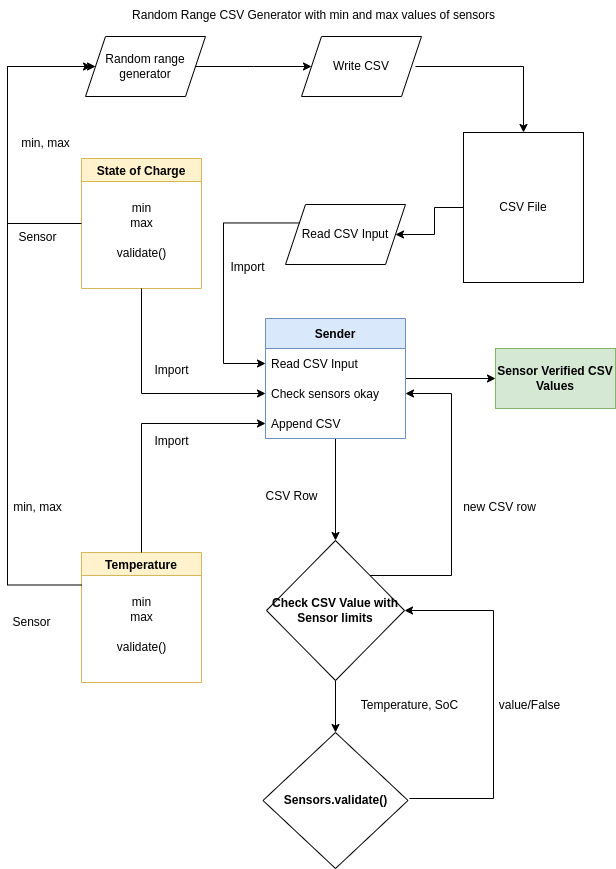 Random Range CSV Generator with min and max values of sensors
Random range
generator
Write CSV
min, max
State of Charge
min
max
validate()
Sensor
CSV File
Read CSV Input
Import
Sender
Read CSV Input
Check sensors okay
Append CSV
Import
Import
Sensor Verified CSV
Values
CSV Row
new CSV row
min, max
Temperature
min
max
validate()
Sensor
Check CSV Value with
Sensor limits
Temperature, SoC
value/False
Sensors.validate()